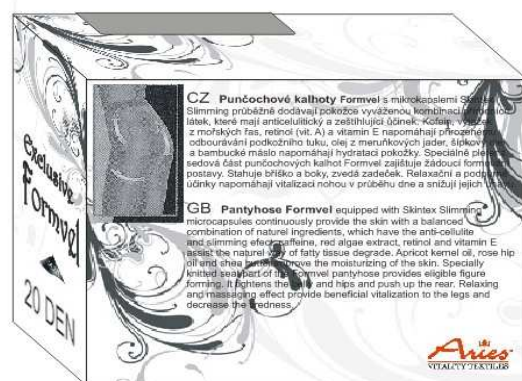 exclusive
Formvel
20 DEN
CZ Punčochové kalhoty Formvel s mikrokapslemi Skintex
Slimming průběžně dodávají pokožce vyváženou kombinaci přírodou
látek, které mají anticelulitický a zeštíhlující účinek. Kofein, výtažek
z mořských řas, retinol (vit. A) a vitamin E napomáhají přirozenému
odbourávání podkožního tuku, olej z meruňkových jader, šípkový
a bambucké máslo napomáhají hydrataci pokožky. Speciálně
sedová část punčochových kalhot Formvel zajišťuje žádoucí
postavy. Stahuje bříško a boky, zvedá zadeček. Relaxační a
účinky napomáhají vitalizaci nohou v průběhu dne a snižují jejich
GB Pantyhose Formvel equipped with Skintex Slimming
microcapsules continuously provide the skin with a balanced
combination of naturel ingredients, which have the anti-cellulite
and slimming effect caffeine, red algae extract, retinol and vitamin E
assist the naturel way of fatty tissue degrade. Apricot kernel oil, rose hip
oil and shea butter improve the moisturizing of the skin. Specially
knitted seat part of the Formvel pantyhose provides eligible figure
forming. It tightens the belly and hips and push up the rear. Relaxing
and massaging effect provide beneficial vitalization to the legs and
decrease the tiredness.
Aries
VITALITY TEXTILES